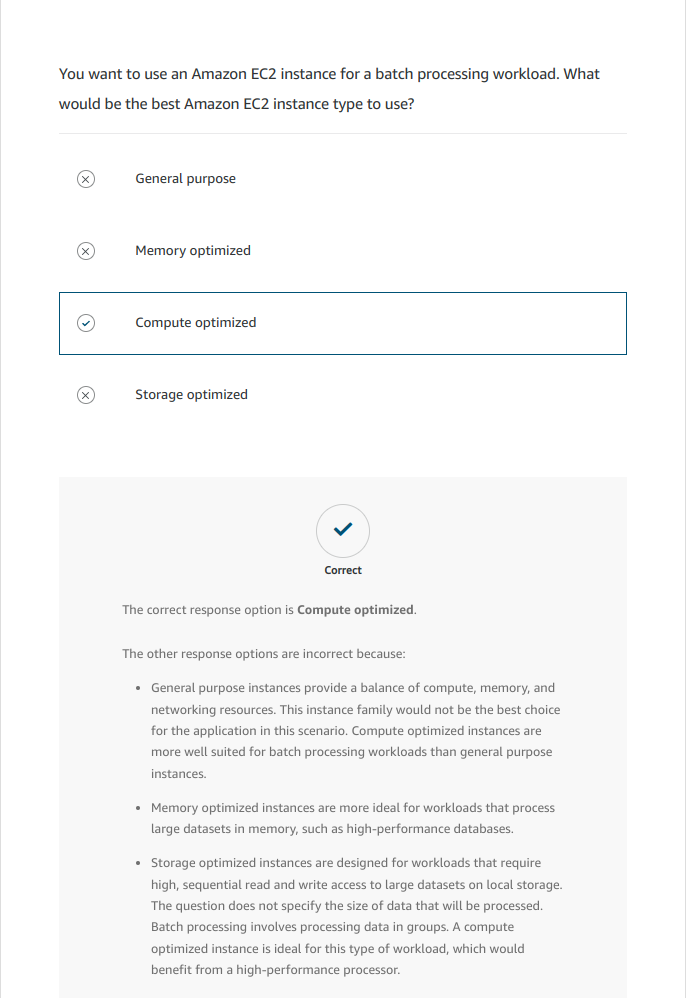 You want to use an Amazon EC2 instance for a batch processing workload. What
would be the best Amazon EC2 instance type to use?
General purpose
Memory optimized
Compute optimized
Storage optimized
Correct
The correct response option is Compute optimized.
The other response options are incorrect because:
• General purpose instances provide a balance of compute, memory, and
networking resources. This instance family would not be the best choice
for the application in this scenario. Compute optimized instances are
more well suited for batch processing workloads than general purpose
instances.
• Memory optimized instances are more ideal for workloads that process
large datasets in memory, such as high-performance databases.
• Storage optimized instances are designed for workloads that require
high, sequential read and write access to large datasets on local storage.
The question does not specify the size of data that will be processed.
Batch processing involves processing data in groups. A compute
optimized instance is ideal for this type of workload, which would
benefit from a high-performance processor.